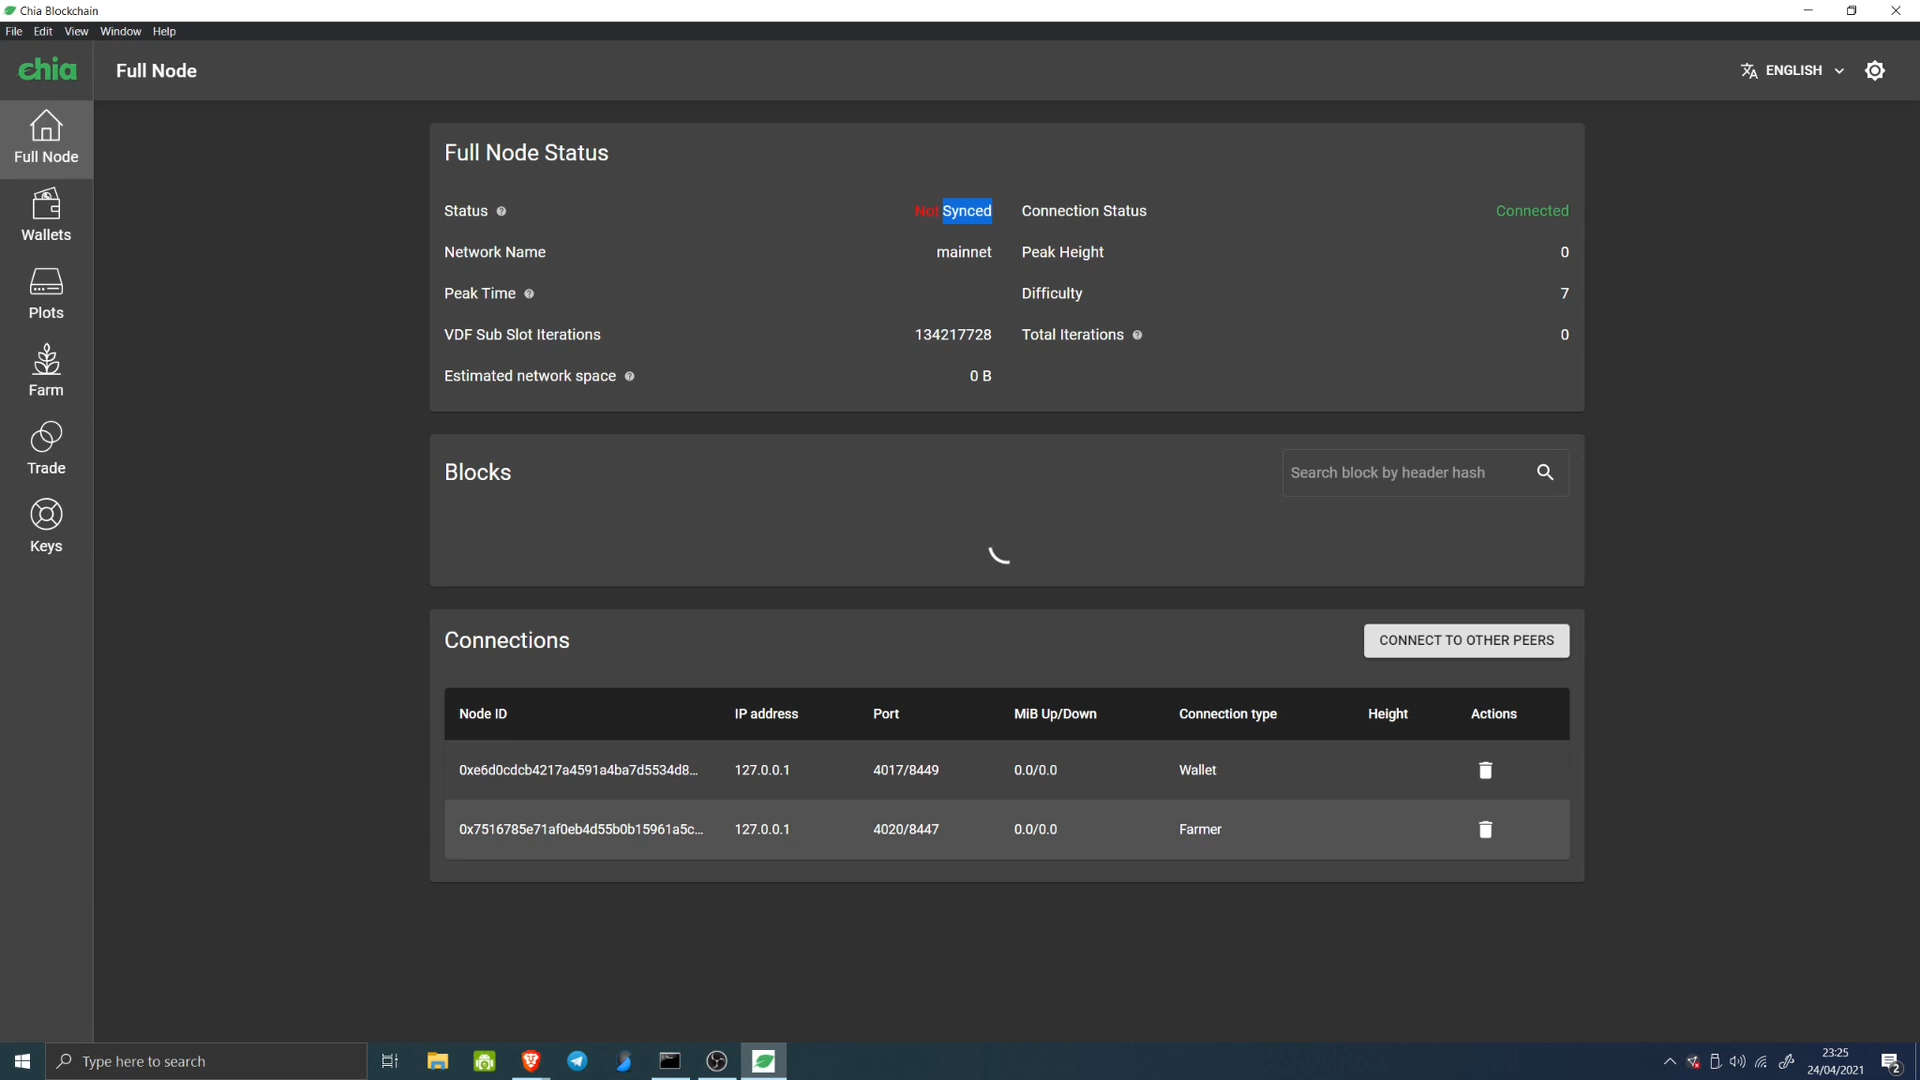 Chia Blockchain
File Edit View Window Help
chia Full Node ENGLISH
Full Node
Wallets
Plots
Farm
Trade
Keys
Full Node Status
Status Not Synced Connection Status Connected
Network Name mainnet Peak Height 0
Peak Time Difficulty 7
VDF Sub Slot Iterations 134217728 Total Iterations 0
Estimated network space 0 B
Blocks Search block by header hash
Connections CONNECT TO OTHER PEERS
Node ID IP address Port MiB Up/Down Connection type Height Actions
0xe6d0cdcb4217a4591a4ba7d5534d8... 127.0.0.1 4017/8449 0.0/0.0 Wallet
0x7516785e71af0eb4d55b0b15961a5c... 127.0.0.1 4020/8447 0.0/0.0 Farmer
Type here to search
23:25
24/04/2021
2